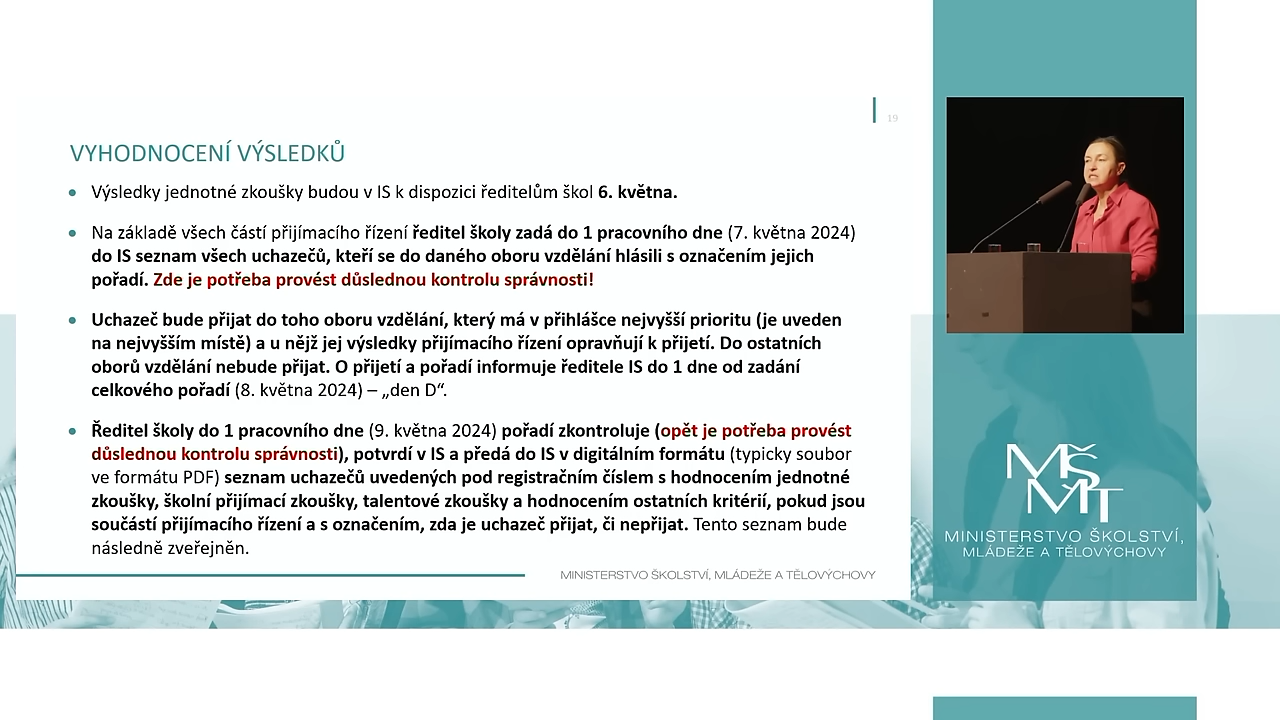 19
VYHODNOCENÍ VÝSLEDKŮ
• Výsledky jednotné zkoušky budou v IS k dispozici ředitelům škol 6. května.
• Na základě všech částí přijímacího řízení ředitel školy zadá do 1 pracovního dne (7. května 2024)
do IS seznam všech uchazečů, kteří se do daného oboru vzdělání hlásili s označením jejich
pořadí. Zde je potřeba provést důslednou kontrolu správnosti!
• Uchazeč bude přijat do toho oboru vzdělání, který má v přihlášce nejvyšší prioritu (je uveden
na nejvyšším místě) a u nějž jej výsledky přijímacího řízení opravňují k přijetí. Do ostatních
oborů vzdělání nebude přijat. O přijetí a pořadí informuje ředitele IS do 1 dne od zadání
celkového pořadí (8. května 2024) – „den D“.
• Ředitel školy do 1 pracovního dne (9. května 2024) pořadí zkontroluje (opět je potřeba provést
důslednou kontrolu správnosti), potvrdí v IS a předá do IS v digitálním formátu (typicky soubor
ve formátu PDF) seznam uchazečů uvedených pod registračním číslem s hodnocením jednotné
zkoušky, školní přijímací zkoušky, talentové zkoušky a hodnocením ostatních kritérií, pokud jsou
součástí přijímacího řízení a s označením, zda je uchazeč přijat, či nepřijat. Tento seznam bude
následně zveřejněn.
MINISTERSTVO ŠKOLSTVÍ, MLÁDEŽE A TĚLOVÝCHOVY
MŠ
MT
MINISTERSTVO ŠKOLSTVÍ,
MLÁDEŽE A TĚLOVÝCHOVY